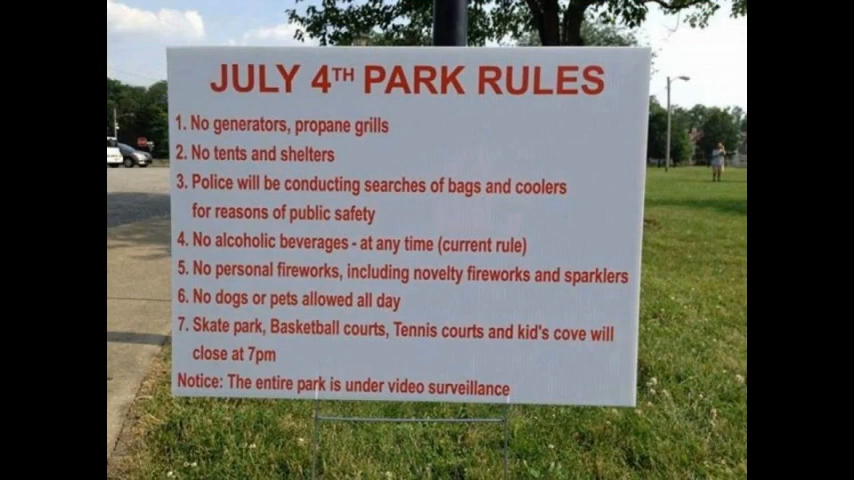 JULY 4TH PARK RULES
1. No generators, propane grills
2. No tents and shelters
3. Police will be conducting searches of bags and coolers
for reasons of public safety
4. No alcoholic beverages - at any time (current rule)
5. No personal fireworks, including novelty fireworks and sparklers
6. No dogs or pets allowed all day
7. Skate park, Basketball courts, Tennis courts and kid's cove will
close at 7pm
Notice: The entire park is under video surveillance